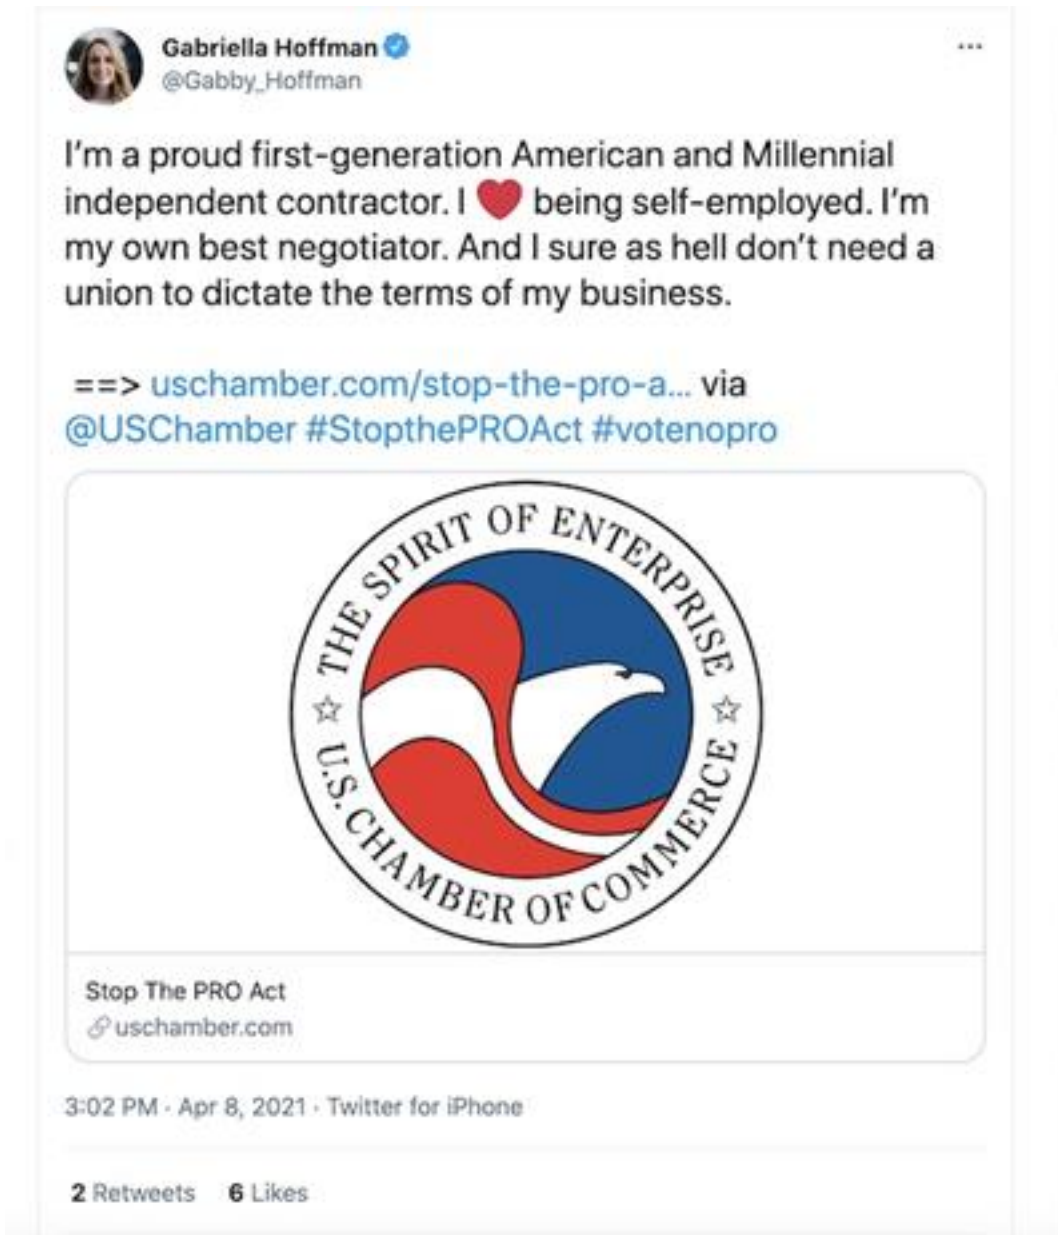 Gabriella Hoffman
@Gabby_Hoffman
I'm a proud first-generation American and Millennial
independent contractor. I ❤️ being self-employed. I'm
my own best negotiator. And I sure as hell don't need a
union to dictate the terms of my business.
==> uschamber.com/stop-the-pro-a... via
@USChamber #StopthePROAct #votenopro
THE SPIRIT OF ENTERPRISE
U.S. CHAMBER OF COMMERCE
Stop The PRO Act
uschamber.com
3:02 PM · Apr 8, 2021 · Twitter for iPhone
2 Retweets 6 Likes